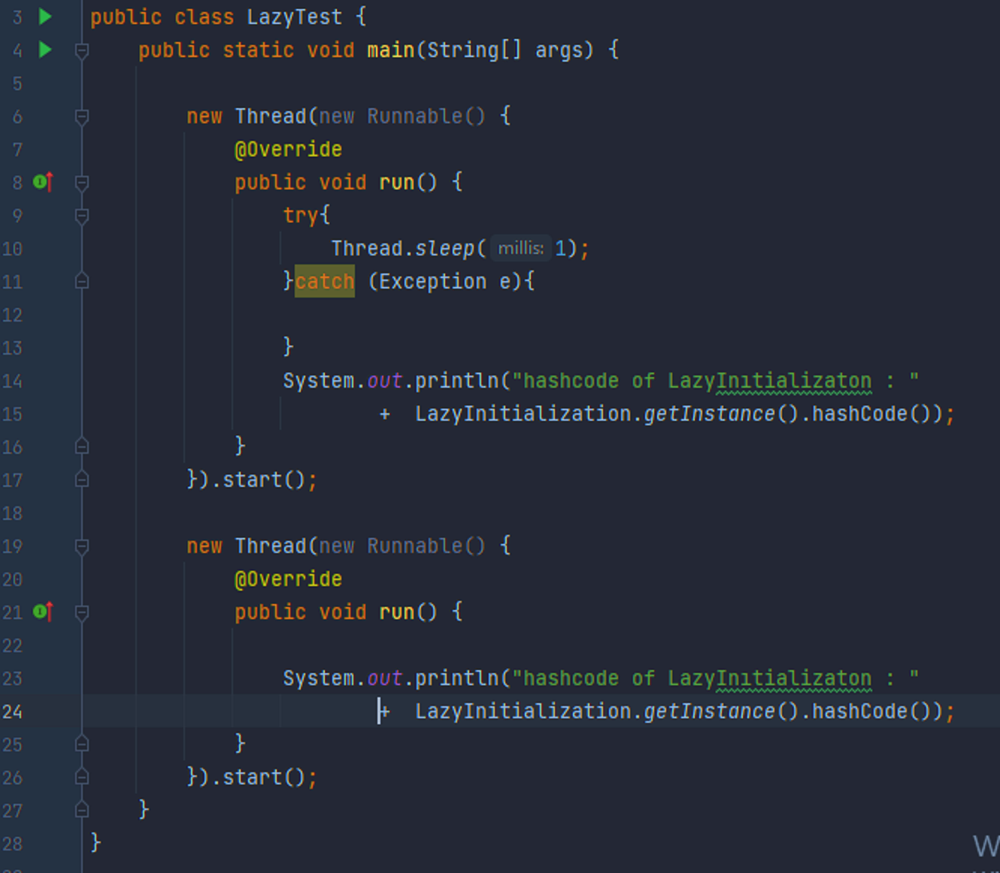 3 public class LazyTest {
4 public static void main(String[] args) {
5
6 new Thread(new Runnable() {
7 @Override
8 public void run() {
9 try{
10 Thread.sleep( millis: 1);
11 }catch (Exception e){
12
13 }
14 System.out.println("hashcode of LazyInıtializaton : "
15 + LazyInitialization.getInstance().hashCode());
16 }
17 }).start();
18
19 new Thread(new Runnable() {
20 @Override
21 public void run() {
22
23 System.out.println("hashcode of LazyInıtializaton : "
24 + LazyInitialization.getInstance().hashCode());
25 }
26 }).start();
27 }
28 }
W